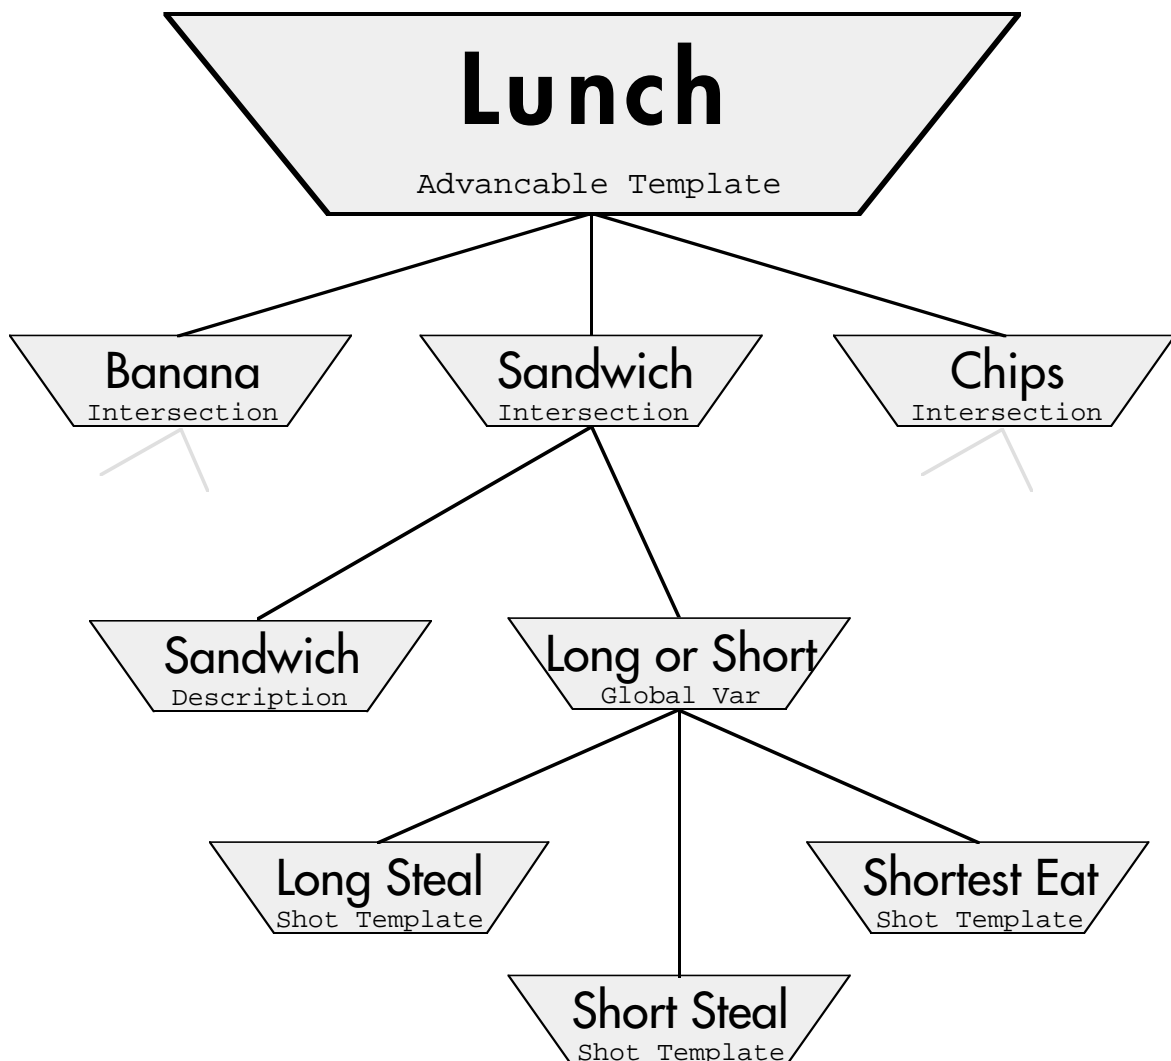 Lunch
Advancable Template
Banana
Intersection
Sandwich
Intersection
Chips
Intersection
Sandwich
Description
Long or Short
Global Var
Long Steal
Shot Template
Shortest Eat
Shot Template
Short Steal
Shot Template